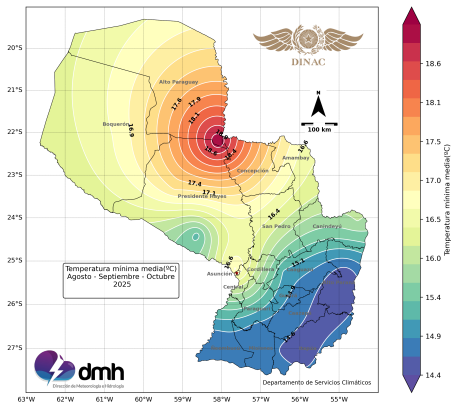 20°S
21°S
22°S
23°S
24°S
25°S
26°S
27°S
63°W 62°W 61°W 60°W 59°W 58°W 57°W 56°W 55°W
DINAC
N
100 km
Alto Paraguay
Boquerón
Concepción
Amambay
Presidente Hayes
San Pedro
Canindeyú
Asunción
Cordillera
Central
17.6
17.9
18.1
16.9
17.4
17.1
16.6
16.4
16.6
15.1
Temperatura mínima media(ºC)
Agosto - Septiembre - Octubre
2025
dmh
Dirección de Meteorología e Hidrología
Departamento de Servicios Climáticos
18.6
18.1
17.5
17.0
16.5
16.0
15.4
14.9
14.4
Temperatura mínima media(ºC)